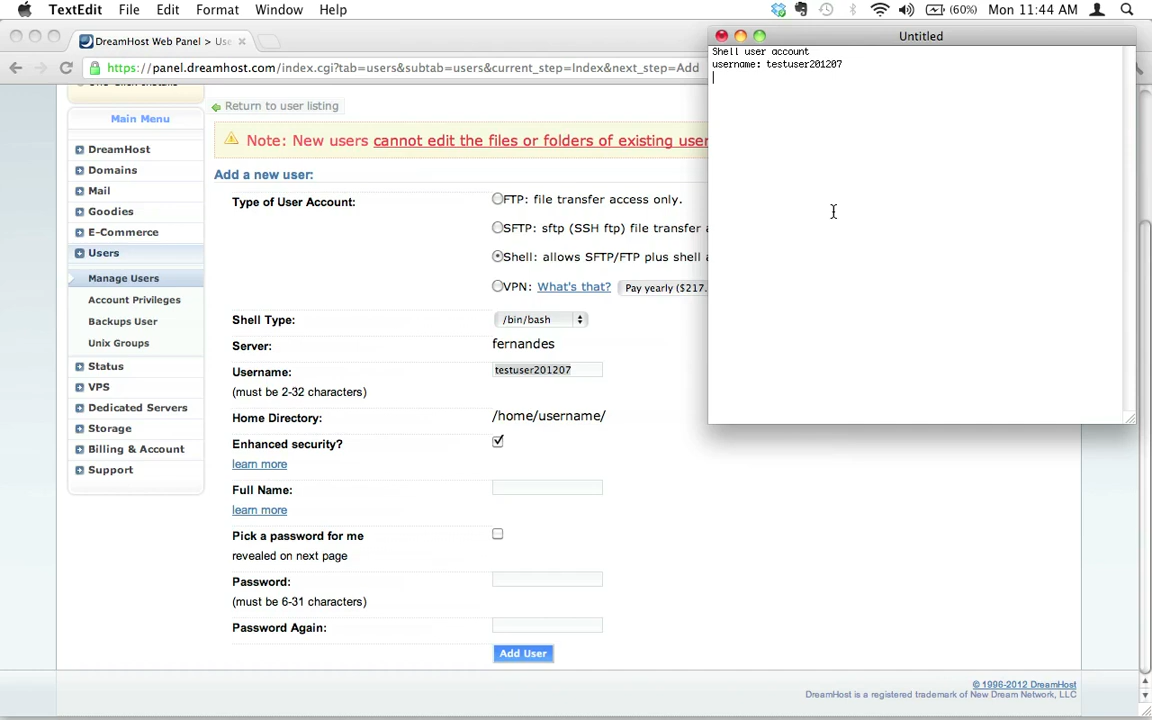 TextEdit File Edit Format Window Help (60%) Mon 11:44 AM
DreamHost Web Panel > Use
https://panel.dreamhost.com/index.cgi?tab=users&subtab=users&current_step=Index&next_step=Add
Untitled
Shell user account
username: testuser201207
Main Menu
DreamHost
Domains
Mail
Goodies
E-Commerce
Users
Manage Users
Account Privileges
Backups User
Unix Groups
Status
VPS
Dedicated Servers
Storage
Billing & Account
Support
Return to user listing
Note: New users cannot edit the files or folders of existing user
Add a new user:
Type of User Account:
FTP: file transfer access only.
SFTP: sftp (SSH ftp) file transfer a
Shell: allows SFTP/FTP plus shell a
VPN: What's that? Pay yearly ($217.
Shell Type: /bin/bash
Server: fernandes
Username: testuser201207
(must be 2-32 characters)
Home Directory: /home/username/
Enhanced security?
learn more
Full Name:
learn more
Pick a password for me
revealed on next page
Password:
(must be 6-31 characters)
Password Again:
Add User
© 1996-2012 DreamHost
DreamHost is a registered trademark of New Dream Network, LLC